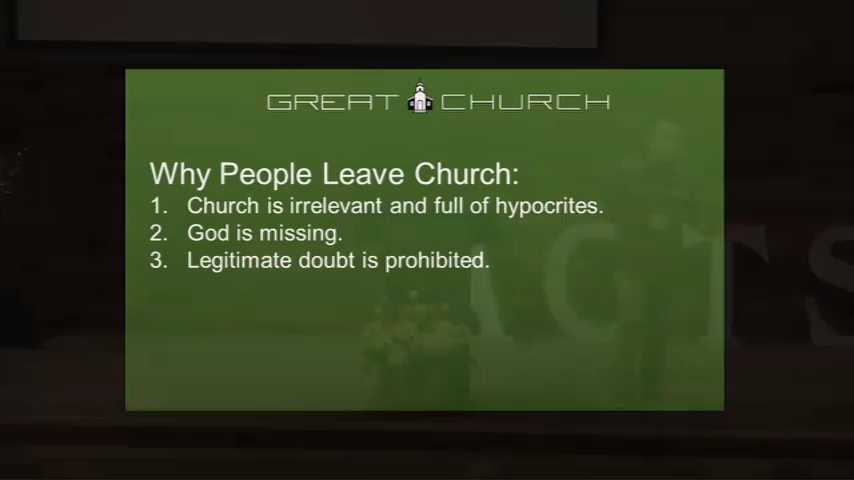 GREAT CHURCH
Why People Leave Church:
1. Church is irrelevant and full of hypocrites.
2. God is missing.
3. Legitimate doubt is prohibited.
ACTS